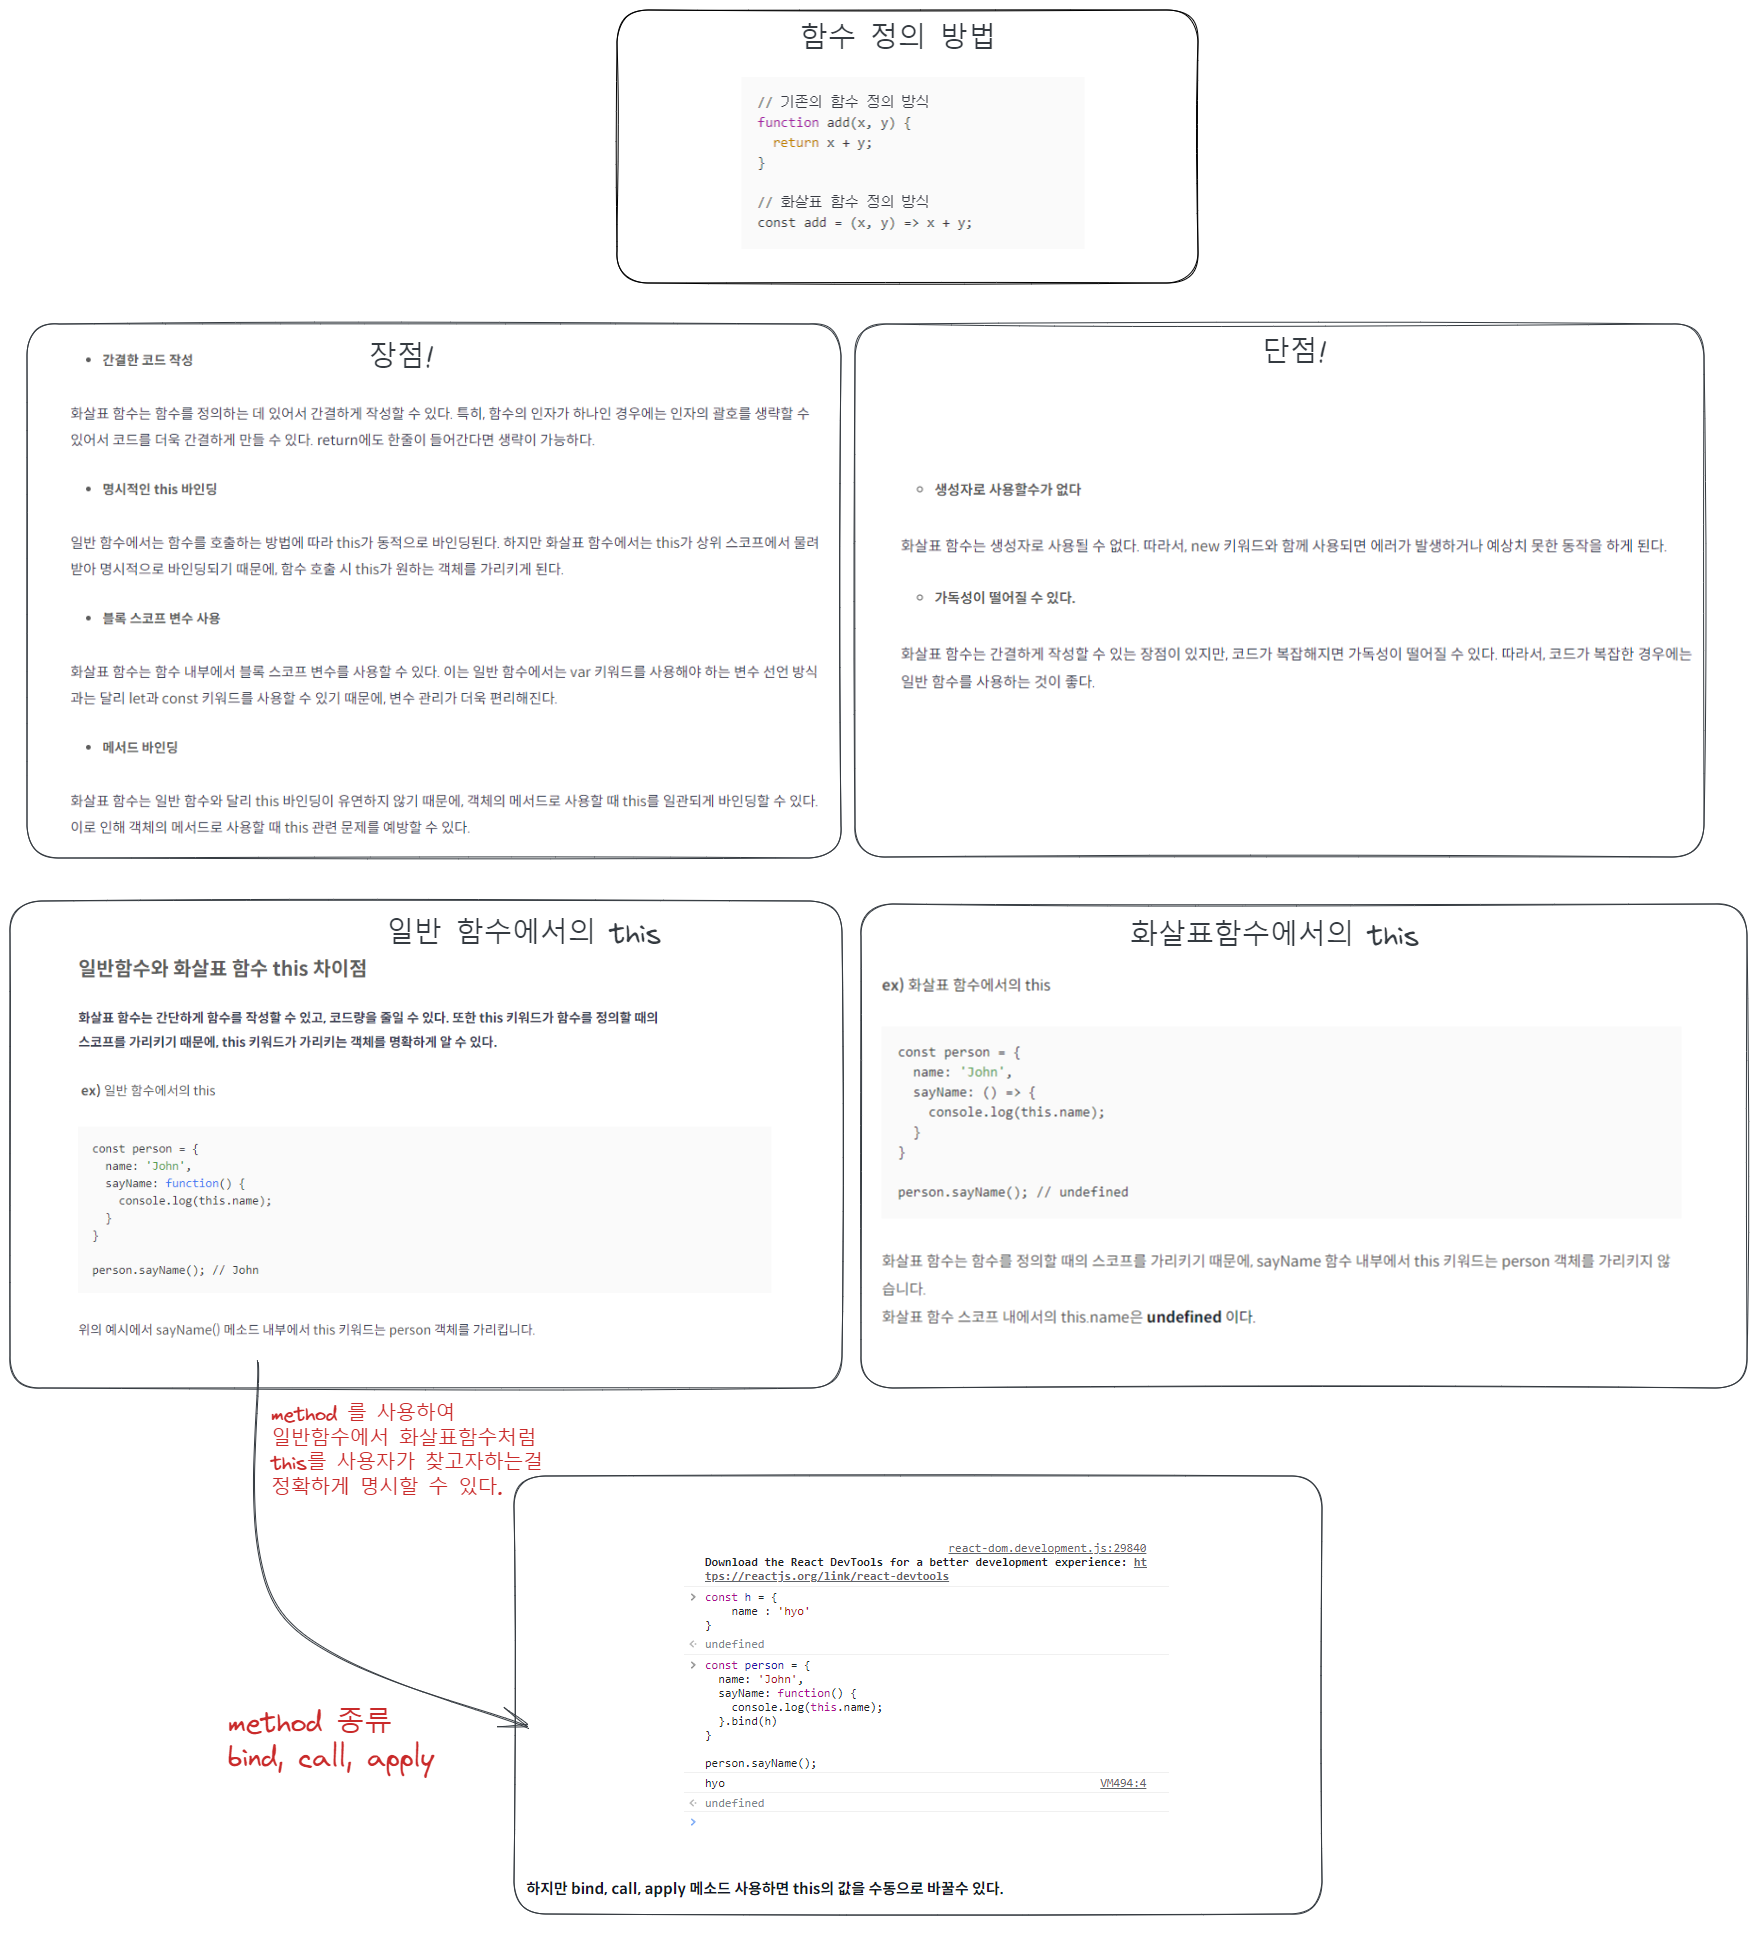 함수 정의 방법
// 기존의 함수 정의 방식
function add(x, y) {
  return x + y;
}
// 화살표 함수 정의 방식
const add = (x, y) => x + y;
장점!
• 간결한 코드 작성
화살표 함수는 함수를 정의하는 데 있어서 간결하게 작성할 수 있다. 특히, 함수의 인자가 하나인 경우에는 인자의 괄호를 생략할 수
있어서 코드를 더욱 간결하게 만들 수 있다. return에도 한줄이 들어간다면 생략이 가능하다.
• 명시적인 this 바인딩
일반 함수에서는 함수를 호출하는 방법에 따라 this가 동적으로 바인딩된다. 하지만 화살표 함수에서는 this가 상위 스코프에서 물려
받아 명시적으로 바인딩되기 때문에, 함수 호출 시 this가 원하는 객체를 가리키게 된다.
• 블록 스코프 변수 사용
화살표 함수는 함수 내부에서 블록 스코프 변수를 사용할 수 있다. 이는 일반 함수에서는 var 키워드를 사용해야 하는 변수 선언 방식
과는 달리 let과 const 키워드를 사용할 수 있기 때문에, 변수 관리가 더욱 편리해진다.
• 메서드 바인딩
화살표 함수는 일반 함수와 달리 this 바인딩이 유연하지 않기 때문에, 객체의 메서드로 사용할 때 this를 일관되게 바인딩할 수 있다.
이로 인해 객체의 메서드로 사용할 때 this 관련 문제를 예방할 수 있다.
단점!
◦ 생성자로 사용할수가 없다
화살표 함수는 생성자로 사용될 수 없다. 따라서, new 키워드와 함께 사용되면 에러가 발생하거나 예상치 못한 동작을 하게 된다.
◦ 가독성이 떨어질 수 있다.
화살표 함수는 간결하게 작성할 수 있는 장점이 있지만, 코드가 복잡해지면 가독성이 떨어질 수 있다. 따라서, 코드가 복잡한 경우에는
일반 함수를 사용하는 것이 좋다.
일반 함수에서의 this
일반함수와 화살표 함수 this 차이점
화살표 함수는 간단하게 함수를 작성할 수 있고, 코드량을 줄일 수 있다. 또한 this 키워드가 함수를 정의할 때의
스코프를 가리키기 때문에, this 키워드가 가리키는 객체를 명확하게 알 수 있다.
ex) 일반 함수에서의 this
const person = {
  name: 'John',
  sayName: function() {
    console.log(this.name);
  }
}
person.sayName(); // John
위의 예시에서 sayName() 메소드 내부에서 this 키워드는 person 객체를 가리킵니다.
화살표함수에서의 this
ex) 화살표 함수에서의 this
const person = {
  name: 'John',
  sayName: () => {
    console.log(this.name);
  }
}
person.sayName(); // undefined
화살표 함수는 함수를 정의할 때의 스코프를 가리키기 때문에, sayName 함수 내부에서 this 키워드는 person 객체를 가리키지 않
습니다.
화살표 함수 스코프 내에서의 this.name은 undefined 이다.
method 를 사용하여
일반함수에서 화살표함수처럼
this를 사용자가 찾고자하는걸
정확하게 명시할 수 있다.
method 종류
bind, call, apply
react-dom.development.js:29840
Download the React DevTools for a better development experience: ht
tps://reactjs.org/link/react-devtools
> const h = {
    name : 'hyo'
}
<· undefined
> const person = {
  name: 'John',
  sayName: function() {
    console.log(this.name);
  }.bind(h)
}
person.sayName();
hyo VM494:4
<· undefined
>
하지만 bind, call, apply 메소드 사용하면 this의 값을 수동으로 바꿀수 있다.